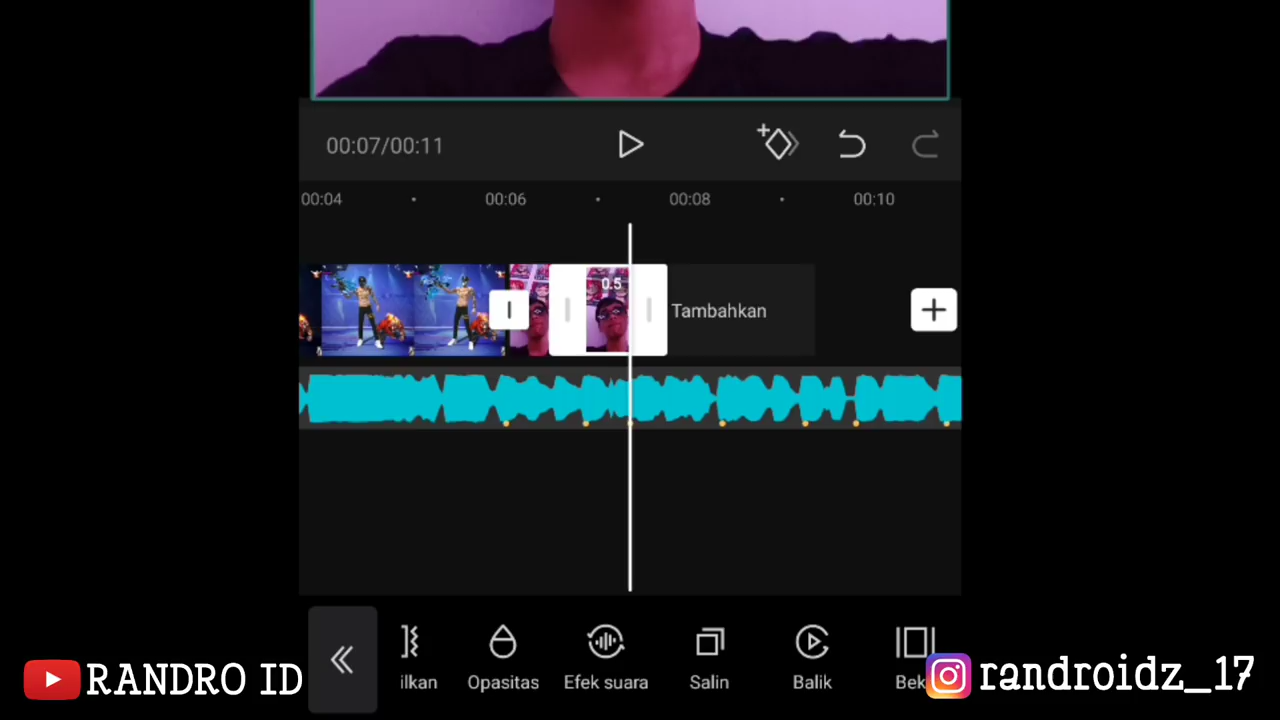 00:07/00:11
00:04 00:06 00:08 00:10
0.5
Tambahkan
ilkan Opasitas Efek suara Salin Balik Bek
RANDRO ID
randroidz_17